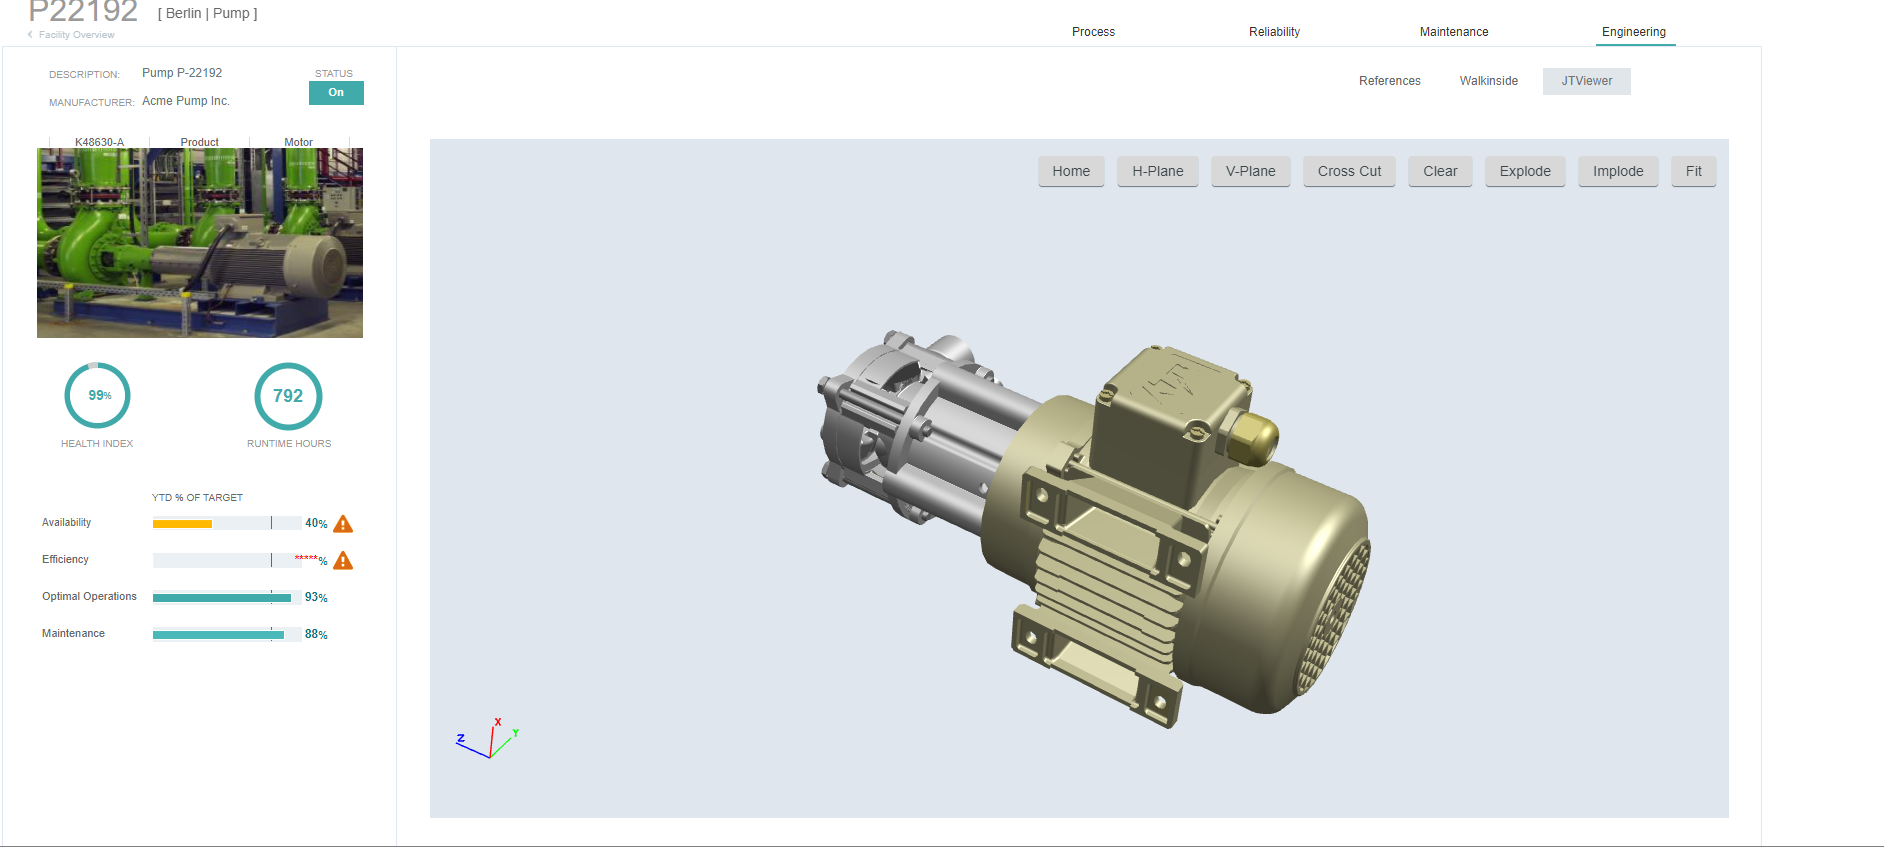 P22192 [ Berlin | Pump ]
Facility Overview
Process Reliability Maintenance Engineering
DESCRIPTION: Pump P-22192
MANUFACTURER: Acme Pump Inc.
STATUS
On
K48630-A Product Motor
99%
HEALTH INDEX
792
RUNTIME HOURS
YTD % OF TARGET
Availability 40%
Efficiency *****%
Optimal Operations 93%
Maintenance 88%
References Walkinside JTViewer
Home H-Plane V-Plane Cross Cut Clear Explode Implode Fit
X
Y
Z